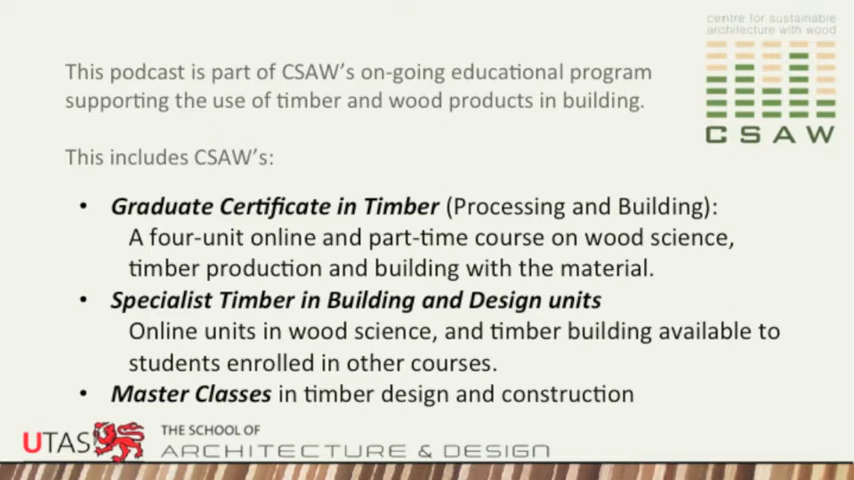 centre for sustainable
architecture with wood
CSAW
This podcast is part of CSAW's on-going educational program
supporting the use of timber and wood products in building.
This includes CSAW's:
• Graduate Certificate in Timber (Processing and Building):
A four-unit online and part-time course on wood science,
timber production and building with the material.
• Specialist Timber in Building and Design units
Online units in wood science, and timber building available to
students enrolled in other courses.
• Master Classes in timber design and construction
UTAS
THE SCHOOL OF
ARCHITECTURE & DESIGN